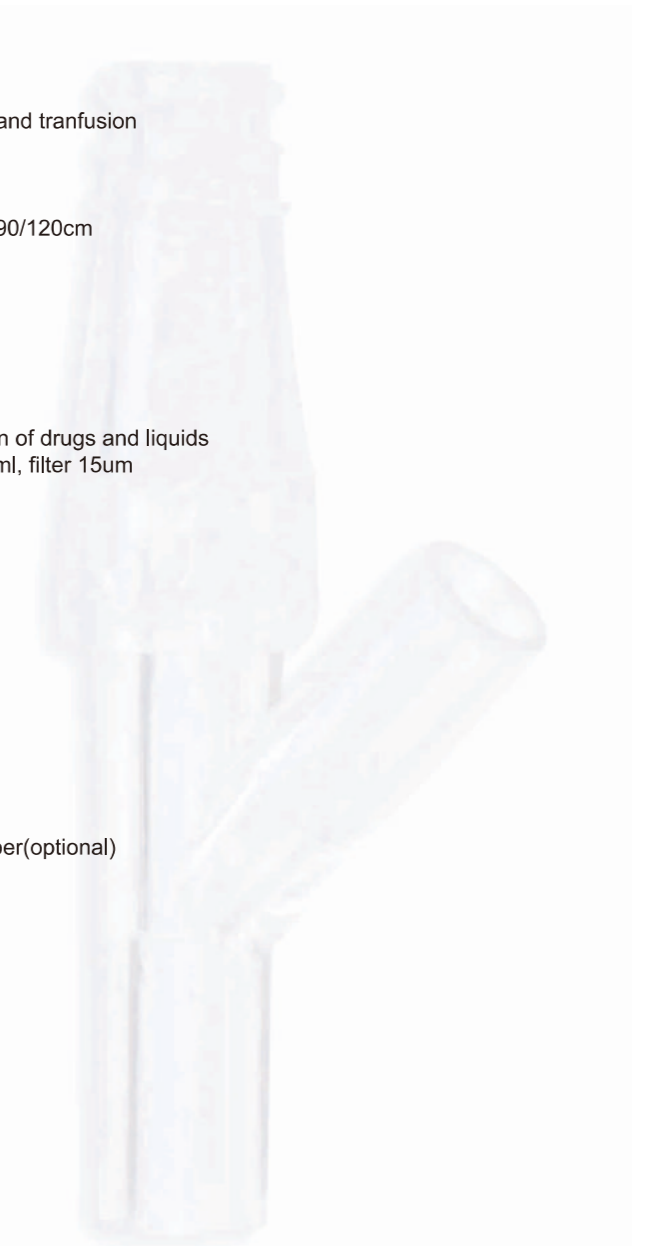 and tranfusion
90/120cm
n of drugs and liquids
ml, filter 15um
per(optional)